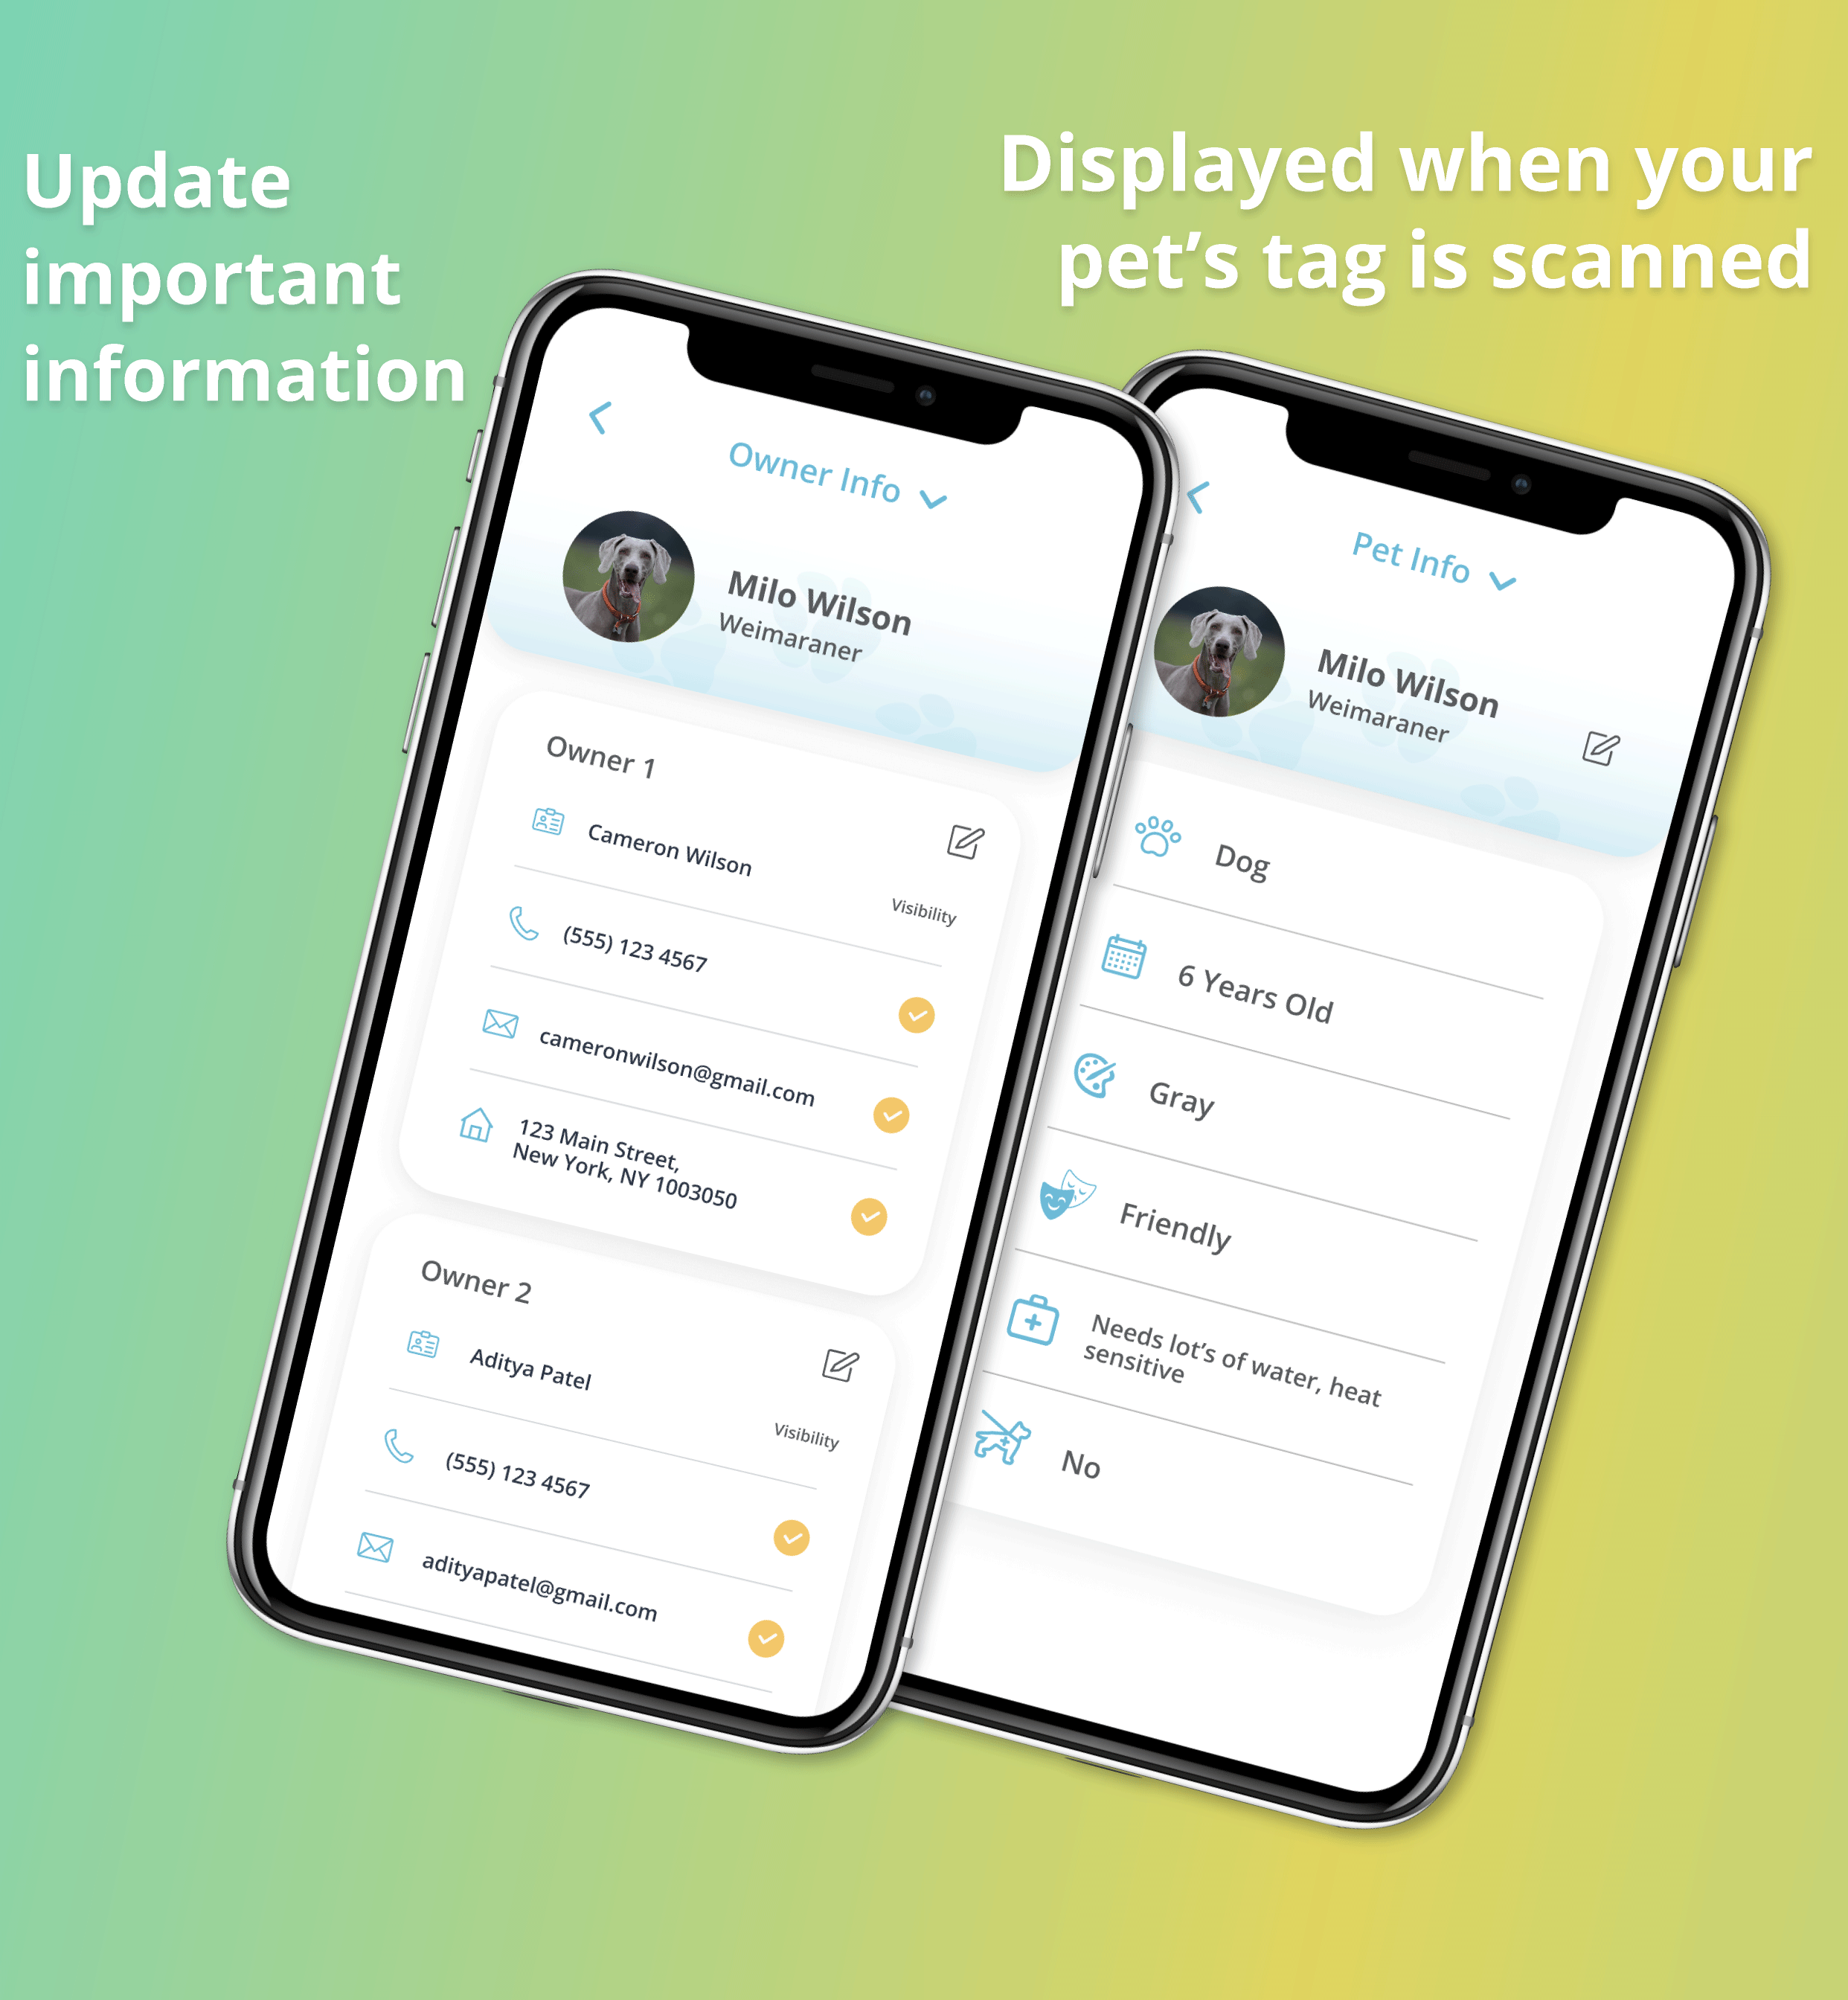 Update
important
information
Displayed when your
pet’s tag is scanned
Owner Info
Milo Wilson
Weimaraner
Owner 1
Cameron Wilson
Visibility
(555) 123 4567
cameronwilson@gmail.com
123 Main Street,
New York, NY 1003050
Owner 2
Aditya Patel
Visibility
(555) 123 4567
adityapatel@gmail.com
Pet Info
Milo Wilson
Weimaraner
Dog
6 Years Old
Gray
Friendly
Needs lot’s of water, heat
sensitive
No